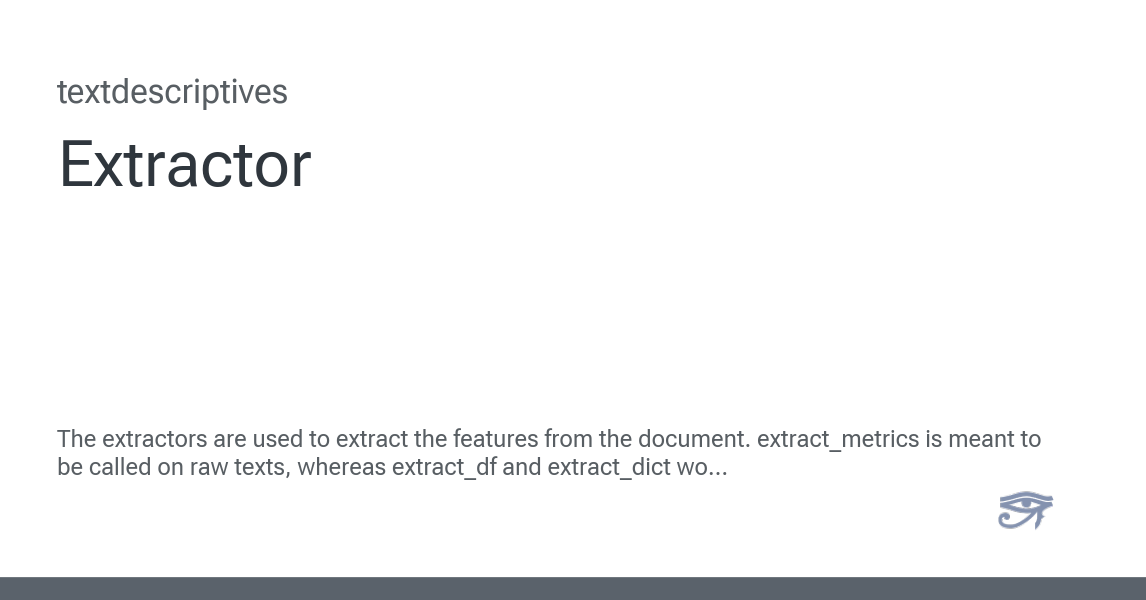 textdescriptives
Extractor
The extractors are used to extract the features from the document. extract_metrics is meant to
be called on raw texts, whereas extract_df and extract_dict wo...